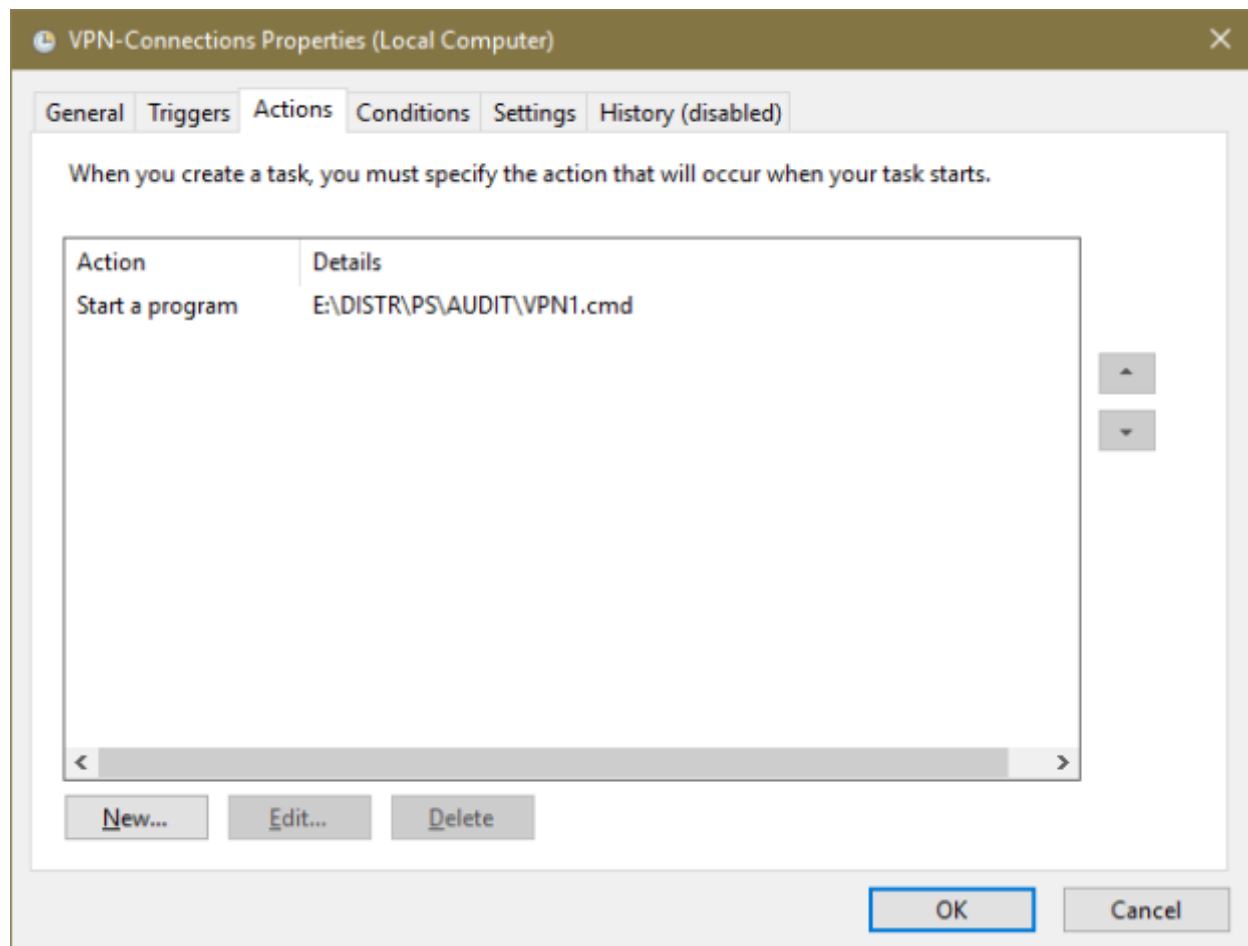 VPN-Connections Properties (Local Computer)
General Triggers Actions Conditions Settings History (disabled)
When you create a task, you must specify the action that will occur when your task starts.
Action Details
Start a program E:\DISTR\PS\AUDIT\VPN1.cmd
New... Edit... Delete
OK Cancel